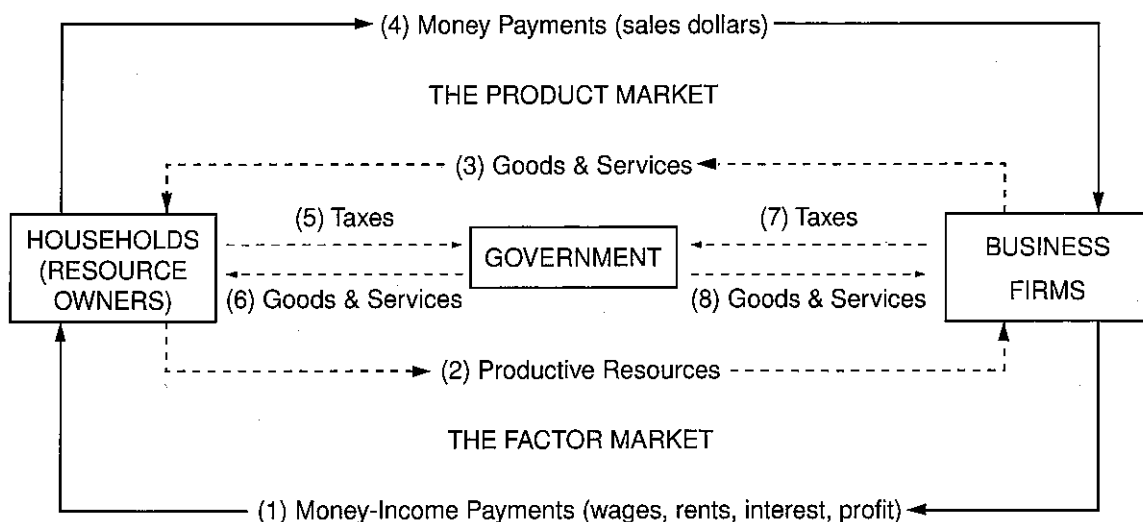 (4) Money Payments (sales dollars)
THE PRODUCT MARKET
(3) Goods & Services
HOUSEHOLDS
(RESOURCE
OWNERS)
(5) Taxes
(6) Goods & Services
GOVERNMENT
(7) Taxes
(8) Goods & Services
BUSINESS
FIRMS
(2) Productive Resources
THE FACTOR MARKET
(1) Money-Income Payments (wages, rents, interest, profit)